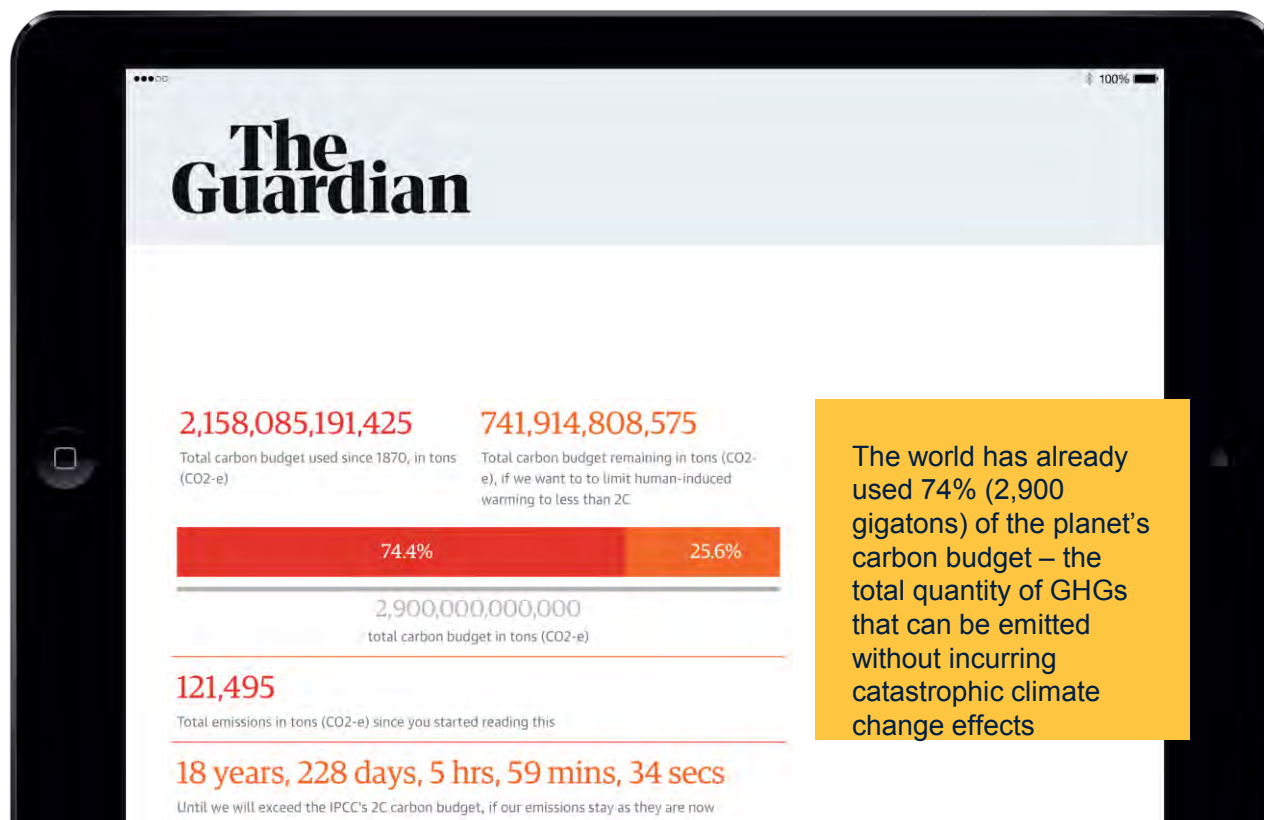 100%
The
Guardian
2,158,085,191,425
Total carbon budget used since 1870, in tons
(CO2-e)
741,914,808,575
Total carbon budget remaining in tons (CO2-
e), if we want to to limit human-induced
warming to less than 2C
74.4%
25.6%
2,900,000,000,000
total carbon budget in tons (CO2-e)
121,495
Total emissions in tons (CO2-e) since you started reading this
18 years, 228 days, 5 hrs, 59 mins, 34 secs
Until we will exceed the IPCC's 2C carbon budget, if our emissions stay as they are now
The world has already
used 74% (2,900
gigatons) of the planet's
carbon budget – the
total quantity of GHGs
that can be emitted
without incurring
catastrophic climate
change effects